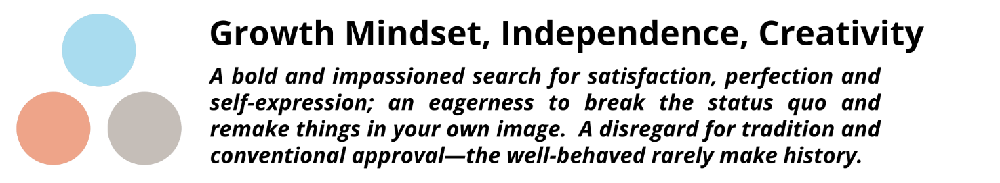 Growth Mindset, Independence, Creativity
A bold and impassioned search for satisfaction, perfection and
self-expression; an eagerness to break the status quo and
remake things in your own image.  A disregard for tradition and
conventional approval—the well-behaved rarely make history.